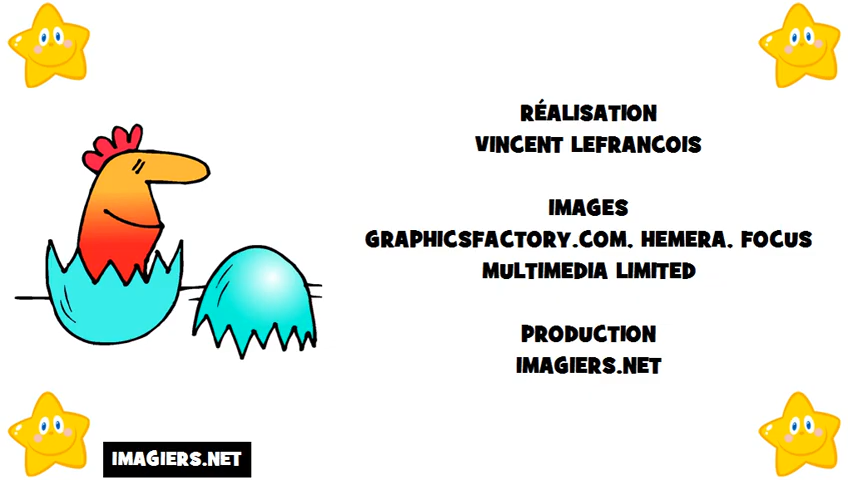 RÉALISATION
VINCENT LEFRANCOIS
IMAGES
GRAPHICSFACTORY.COM, HEMERA, FOCUS
MULTIMEDIA LIMITED
PRODUCTION
IMAGIERS.NET
IMAGIERS.NET